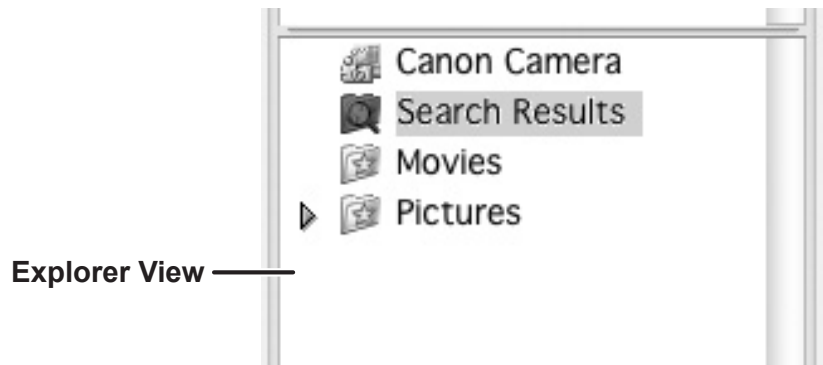 Canon Camera
Search Results
Movies
Pictures
Explorer View